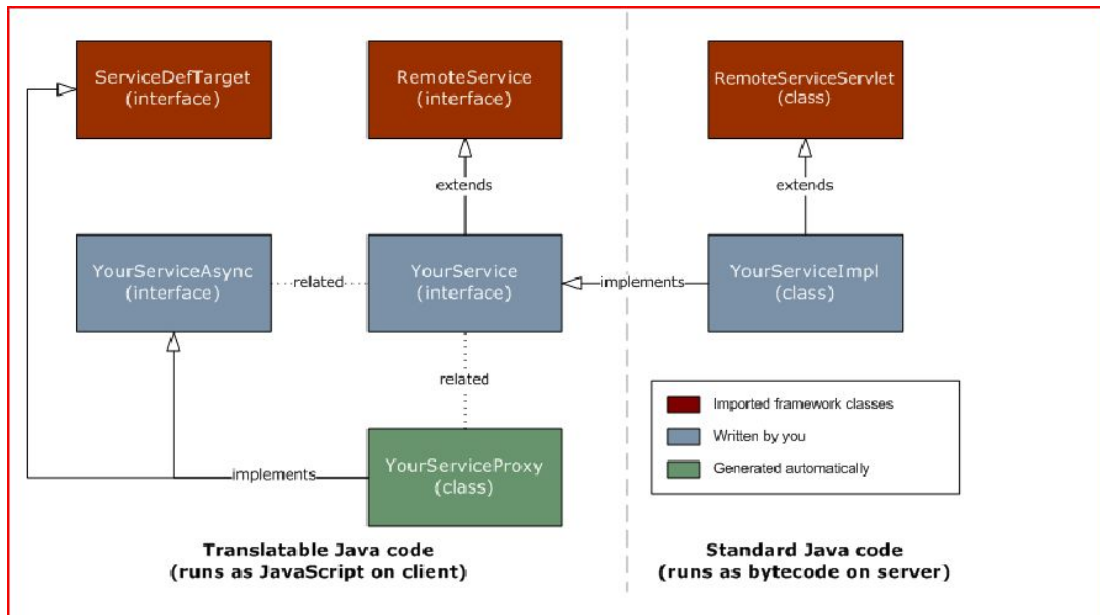 ServiceDefTarget
(interface)
RemoteService
(interface)
RemoteServiceServlet
(class)
extends
extends
YourServiceAsync
(interface)
related
YourService
(interface)
implements
YourServiceImpl
(class)
related
Imported framework classes
Written by you
Generated automatically
implements
YourServiceProxy
(class)
Translatable Java code
(runs as JavaScript on client)
Standard Java code
(runs as bytecode on server)